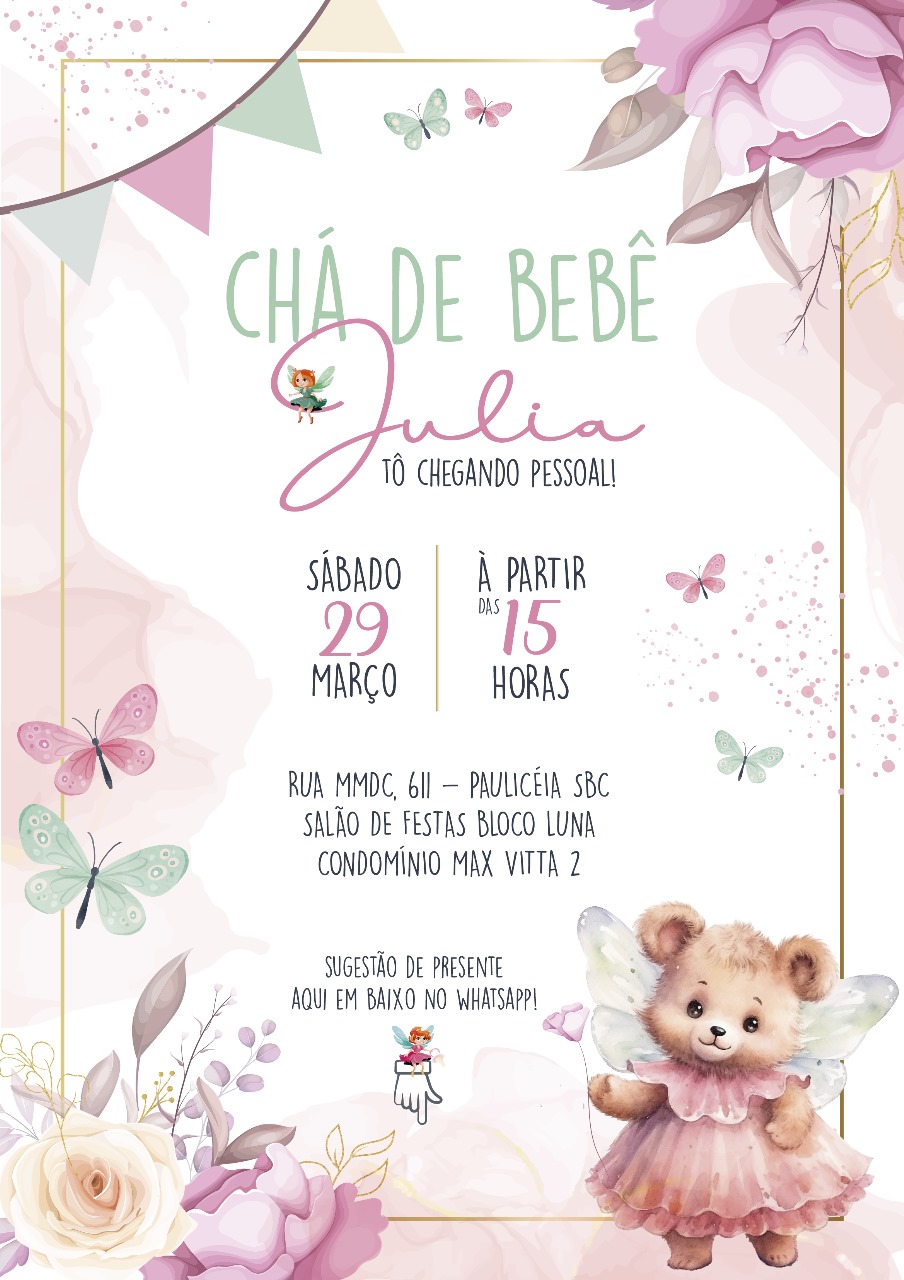 CHÁ DE BEBÊ
Julia
TÔ CHEGANDO PESSOAL!
SÁBADO
29
MARÇO
À PARTIR
DAS 15
HORAS
RUA MMDC, 611 – PAULICÉIA SBC
SALÃO DE FESTAS BLOCO LUNA
CONDOMÍNIO MAX VITTA 2
SUGESTÃO DE PRESENTE
AQUI EM BAIXO NO WHATSAPP!